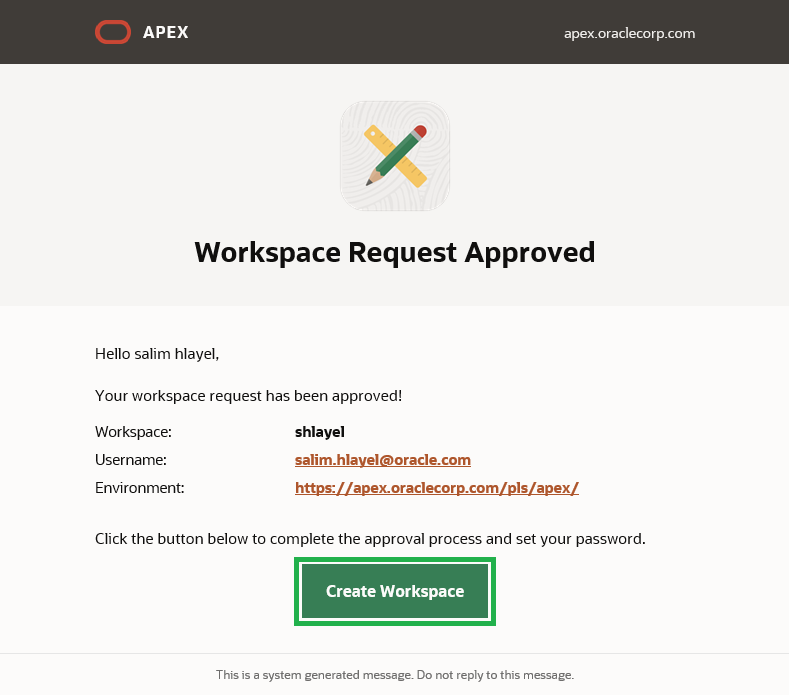 APEX
apex.oraclecorp.com
Workspace Request Approved
Hello salim hlayel,
Your workspace request has been approved!
Workspace: shlayel
Username: salim.hlayel@oracle.com
Environment: https://apex.oraclecorp.com/pls/apex/
Click the button below to complete the approval process and set your password.
Create Workspace
This is a system generated message. Do not reply to this message.